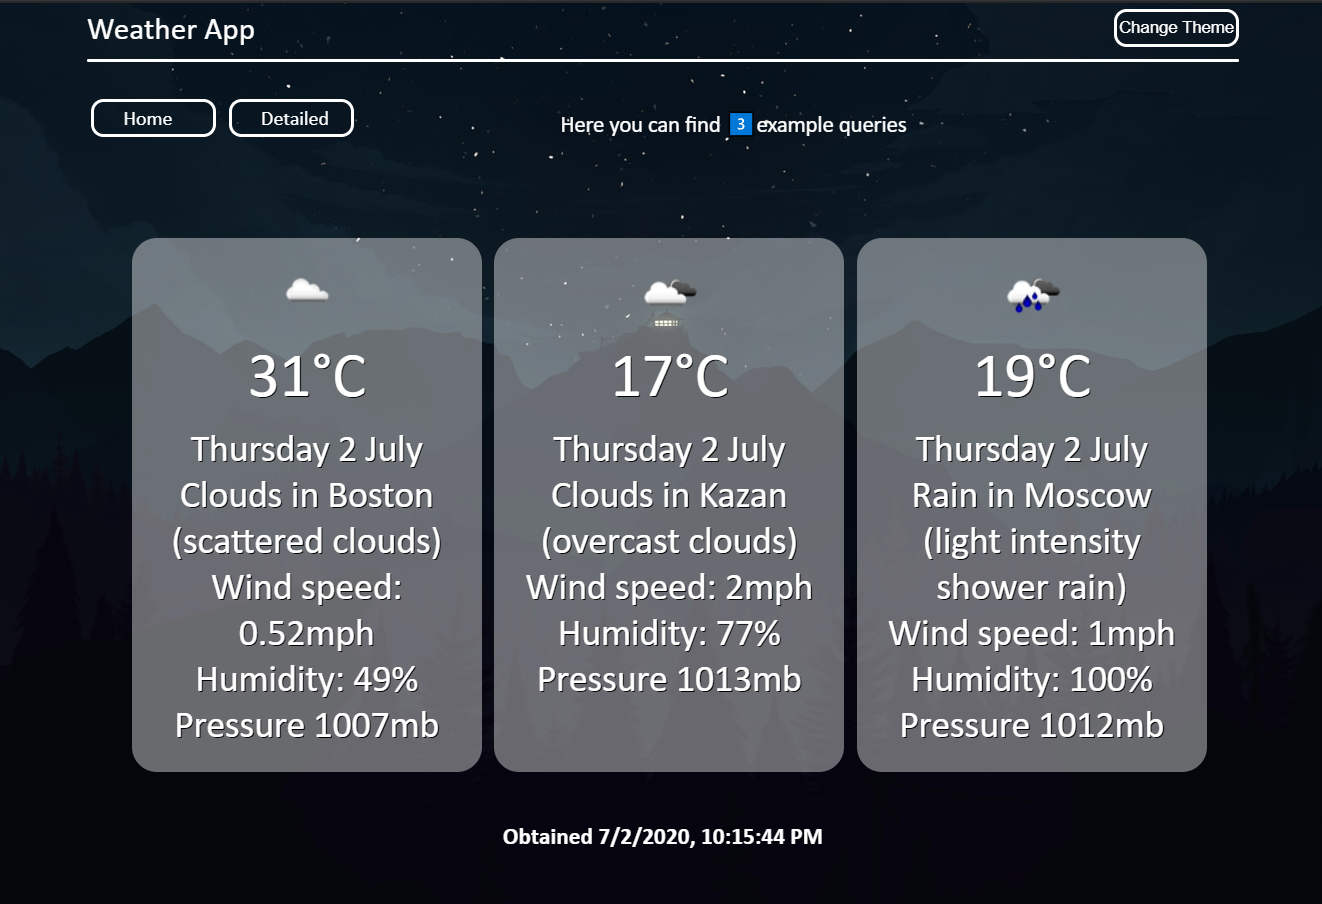 Weather App
Change Theme
Home
Detailed
Here you can find 3 example queries
31°C
Thursday 2 July
Clouds in Boston
(scattered clouds)
Wind speed:
0.52mph
Humidity: 49%
Pressure 1007mb
17°C
Thursday 2 July
Clouds in Kazan
(overcast clouds)
Wind speed: 2mph
Humidity: 77%
Pressure 1013mb
19°C
Thursday 2 July
Rain in Moscow
(light intensity
shower rain)
Wind speed: 1mph
Humidity: 100%
Pressure 1012mb
Obtained 7/2/2020, 10:15:44 PM